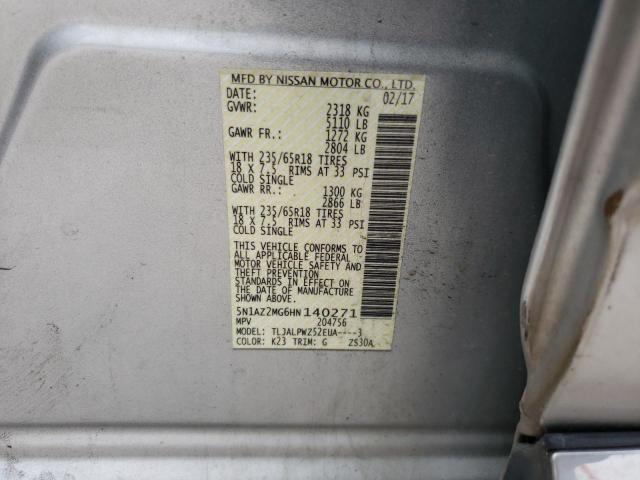 MFD BY NISSAN MOTOR CO., LTD.
DATE: 02/17
GVWR: 2318 KG
5110 LB
GAWR FR.: 1272 KG
2804 LB
WITH 235/65R18 TIRES
18 X 7.5 RIMS AT 33 PSI
COLD SINGLE
GAWR RR.: 1300 KG
2866 LB
WITH 235/65R18 TIRES
18 X 7.5 RIMS AT 33 PSI
COLD SINGLE
THIS VEHICLE CONFORMS TO
ALL APPLICABLE FEDERAL
MOTOR VEHICLE SAFETY AND
THEFT PREVENTION
STANDARDS IN EFFECT ON
THE DATE OF MANUFACTURE
SHOWN ABOVE.
5N1AZ2MG6HN140271
MPV 204756
MODEL: TLJALPWZ52EUA----3
COLOR: K23 TRIM: G ZS30A